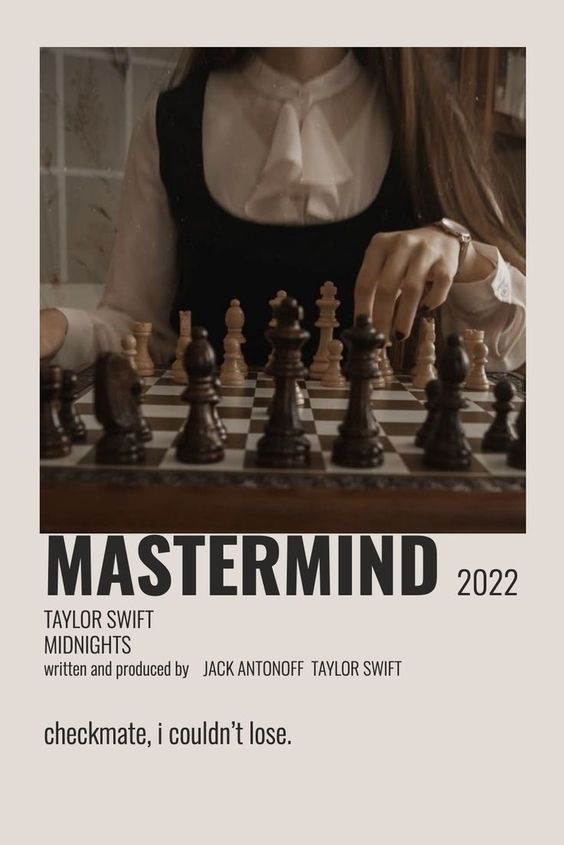 MASTERMIND 2022
TAYLOR SWIFT
MIDNIGHTS
written and produced by JACK ANTONOFF TAYLOR SWIFT
checkmate, i couldn’t lose.